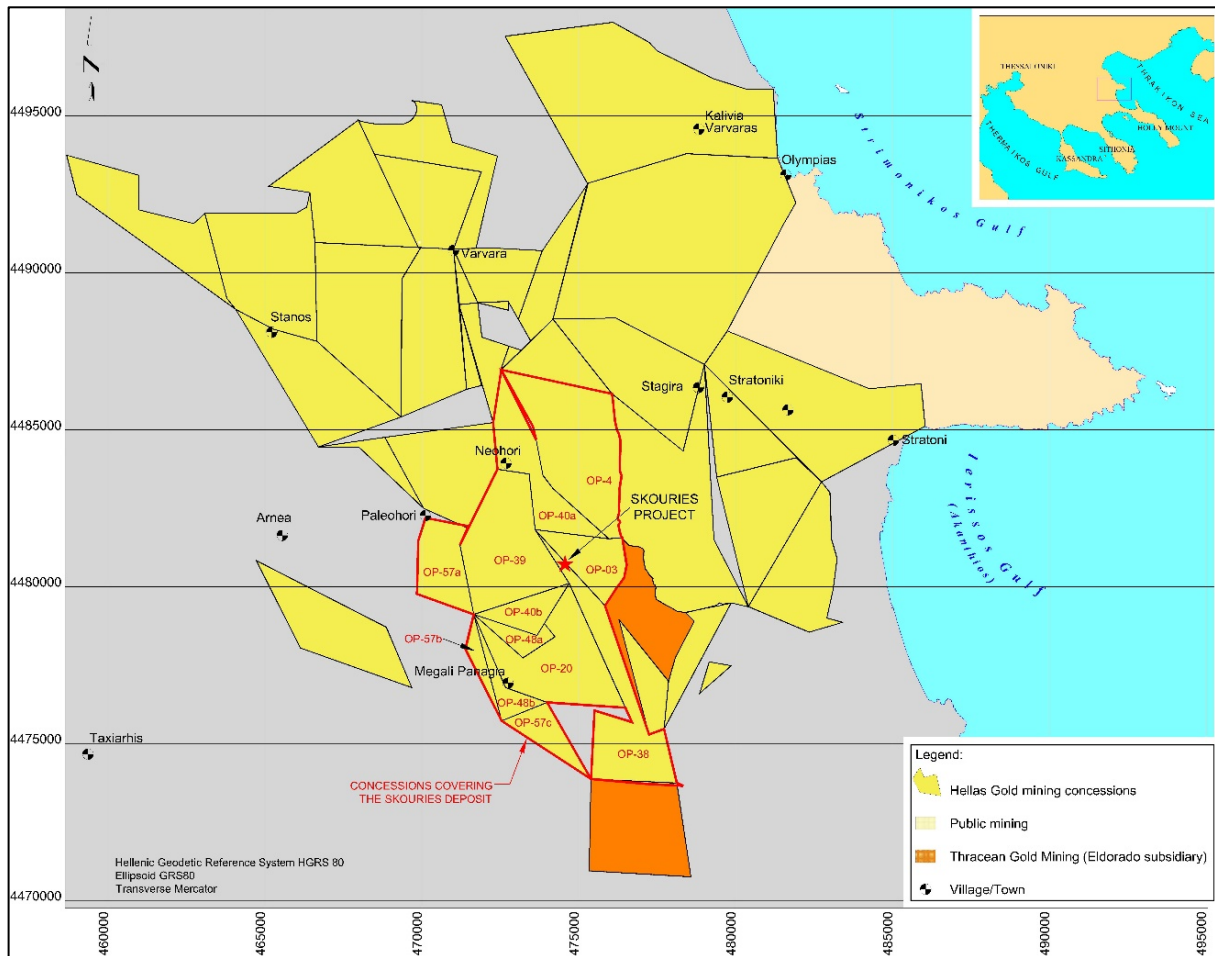 THESSALONIKI
THRAKIYON SEA
HOLLY MOUNT
SITHONIA
KASSANDRA
THERMAIKOS GULF
4495000
Kalivia
Varvaras
Strimonikos Gulf
Olympias
Varvara
4490000
Stanos
Stagira
Stratoniki
4485000
Stratoni
Neohori
OP-4
SKOURIES
PROJECT
Ierissos Gulf
(Akanthios)
Arnea
Paleohori
OP-40a
OP-39
OP-03
OP-57a
4480000
OP-40b
OP-57b
OP-48a
Megali Panagia
OP-20
OP-48b
OP-57c
4475000
Taxiarhis
OP-38
CONCESSIONS COVERING
THE SKOURIES DEPOSIT
Legend:
Hellas Gold mining concessions
Public mining
Thracean Gold Mining (Eldorado subsidiary)
Village/Town
Hellenic Geodetic Reference System HGRS 80
Ellipsoid GRS80
Transverse Mercator
4470000
460000
465000
470000
475000
480000
485000
490000
495000